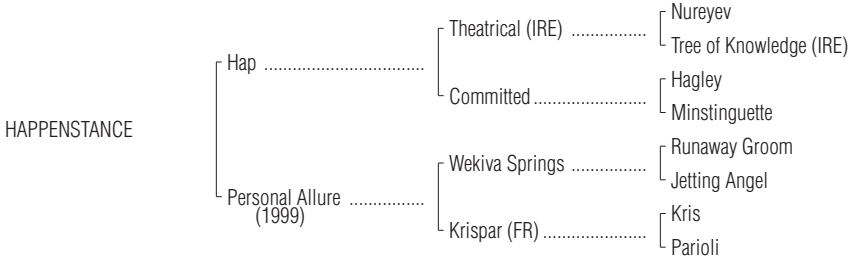 Nureyev
Theatrical (IRE) ................
Tree of Knowledge (IRE)
Hap ..................................
Hagley
Committed ........................
Minstinguette
HAPPENSTANCE
Runaway Groom
Wekiva Springs ................
Jetting Angel
Personal Allure ................
(1999)
Kris
Krispar (FR) ......................
Parioli